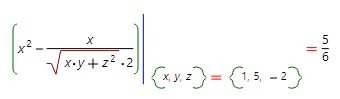 (x² − x/(√(x·y + z²)·2))|{x, y, z} = {1, 5, −2} = 5/6